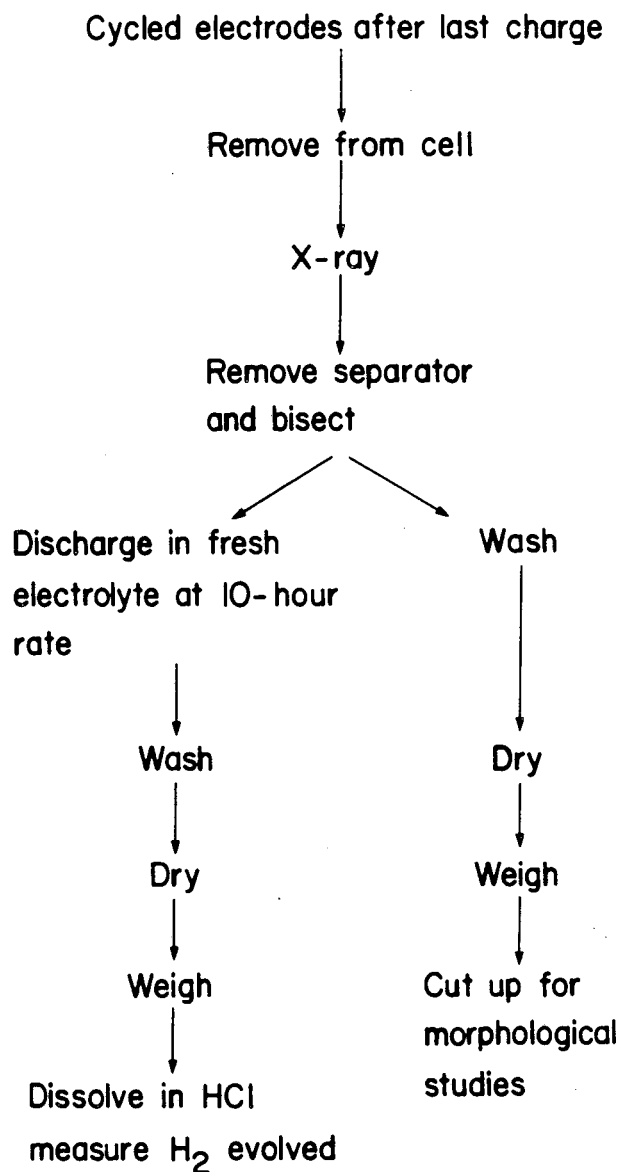 Cycled electrodes after last charge
Remove from cell
X-ray
Remove separator
and bisect
Discharge in fresh
electrolyte at 10-hour
rate
Wash
Dry
Weigh
Dissolve in HCl
measure H₂ evolved
Wash
Dry
Weigh
Cut up for
morphological
studies